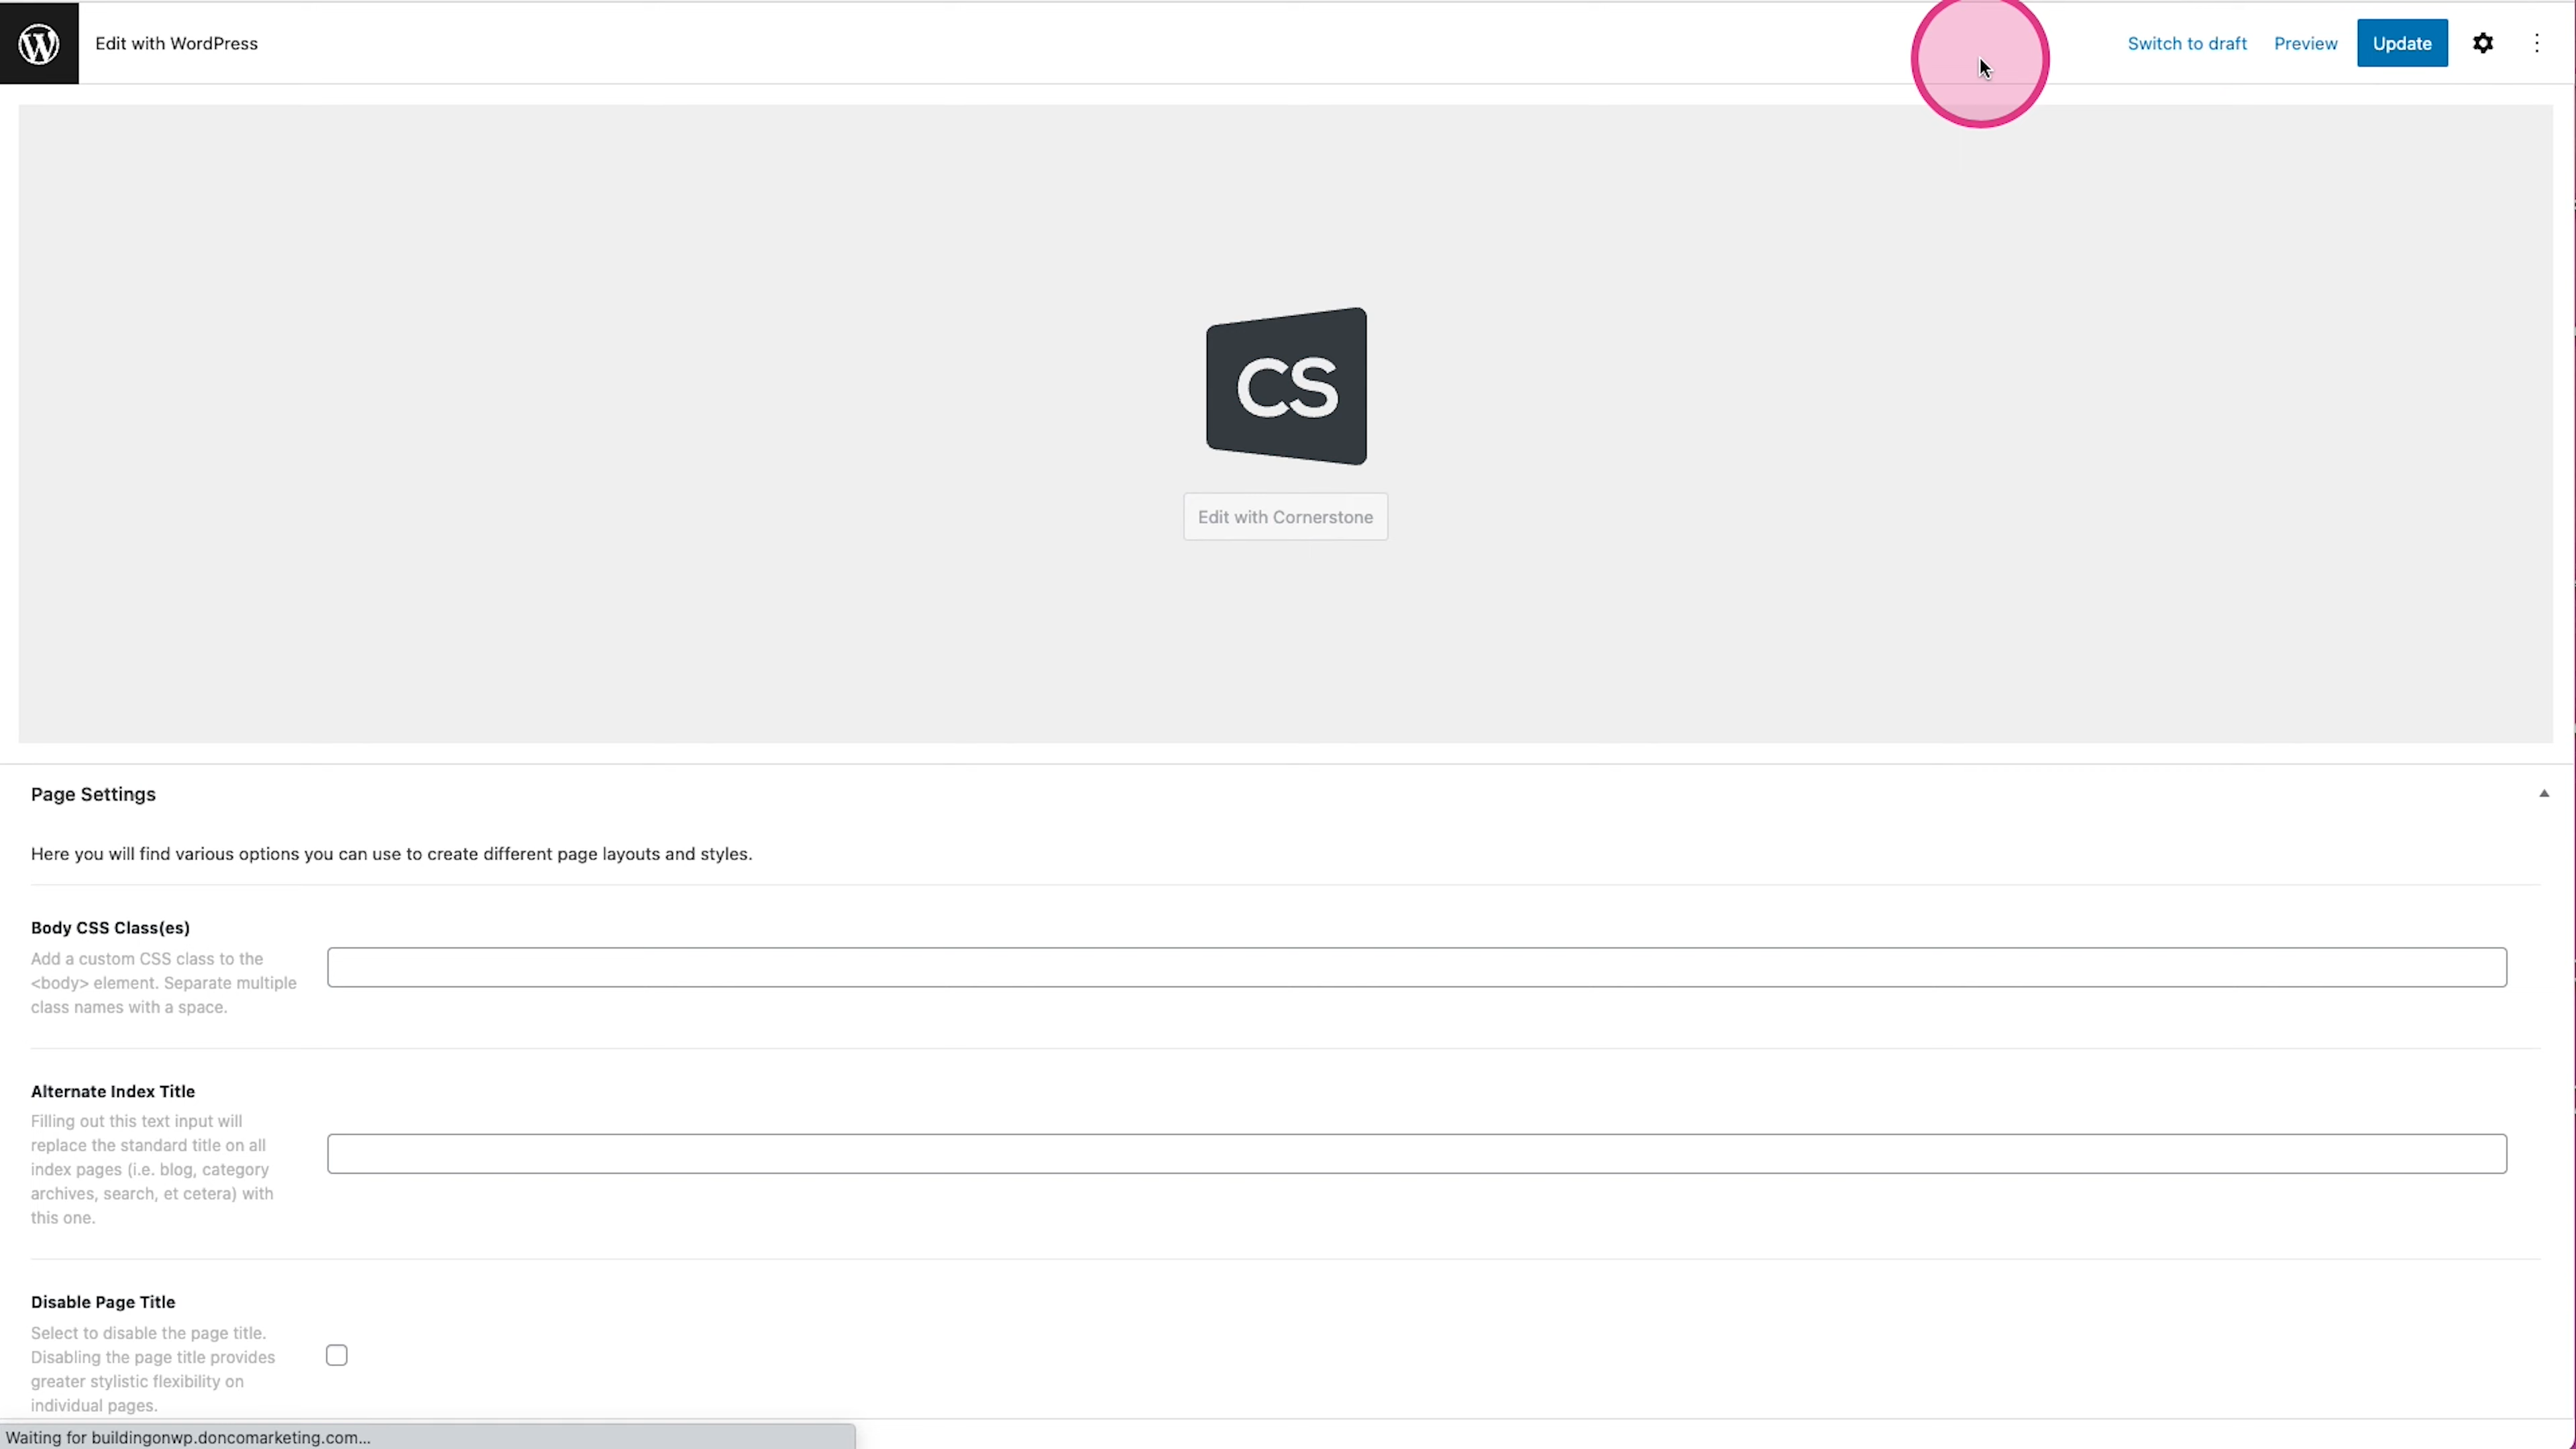 Edit with WordPress
Switch to draft
Preview
Update
CS
Edit with Cornerstone
Page Settings
Here you will find various options you can use to create different page layouts and styles.
Body CSS Class(es)
Add a custom CSS class to the
<body> element. Separate multiple
class names with a space.
Alternate Index Title
Filling out this text input will
replace the standard title on all
index pages (i.e. blog, category
archives, search, et cetera) with
this one.
Disable Page Title
Select to disable the page title.
Disabling the page title provides
greater stylistic flexibility on
individual pages.
Waiting for buildingonwp.doncomarketing.com...